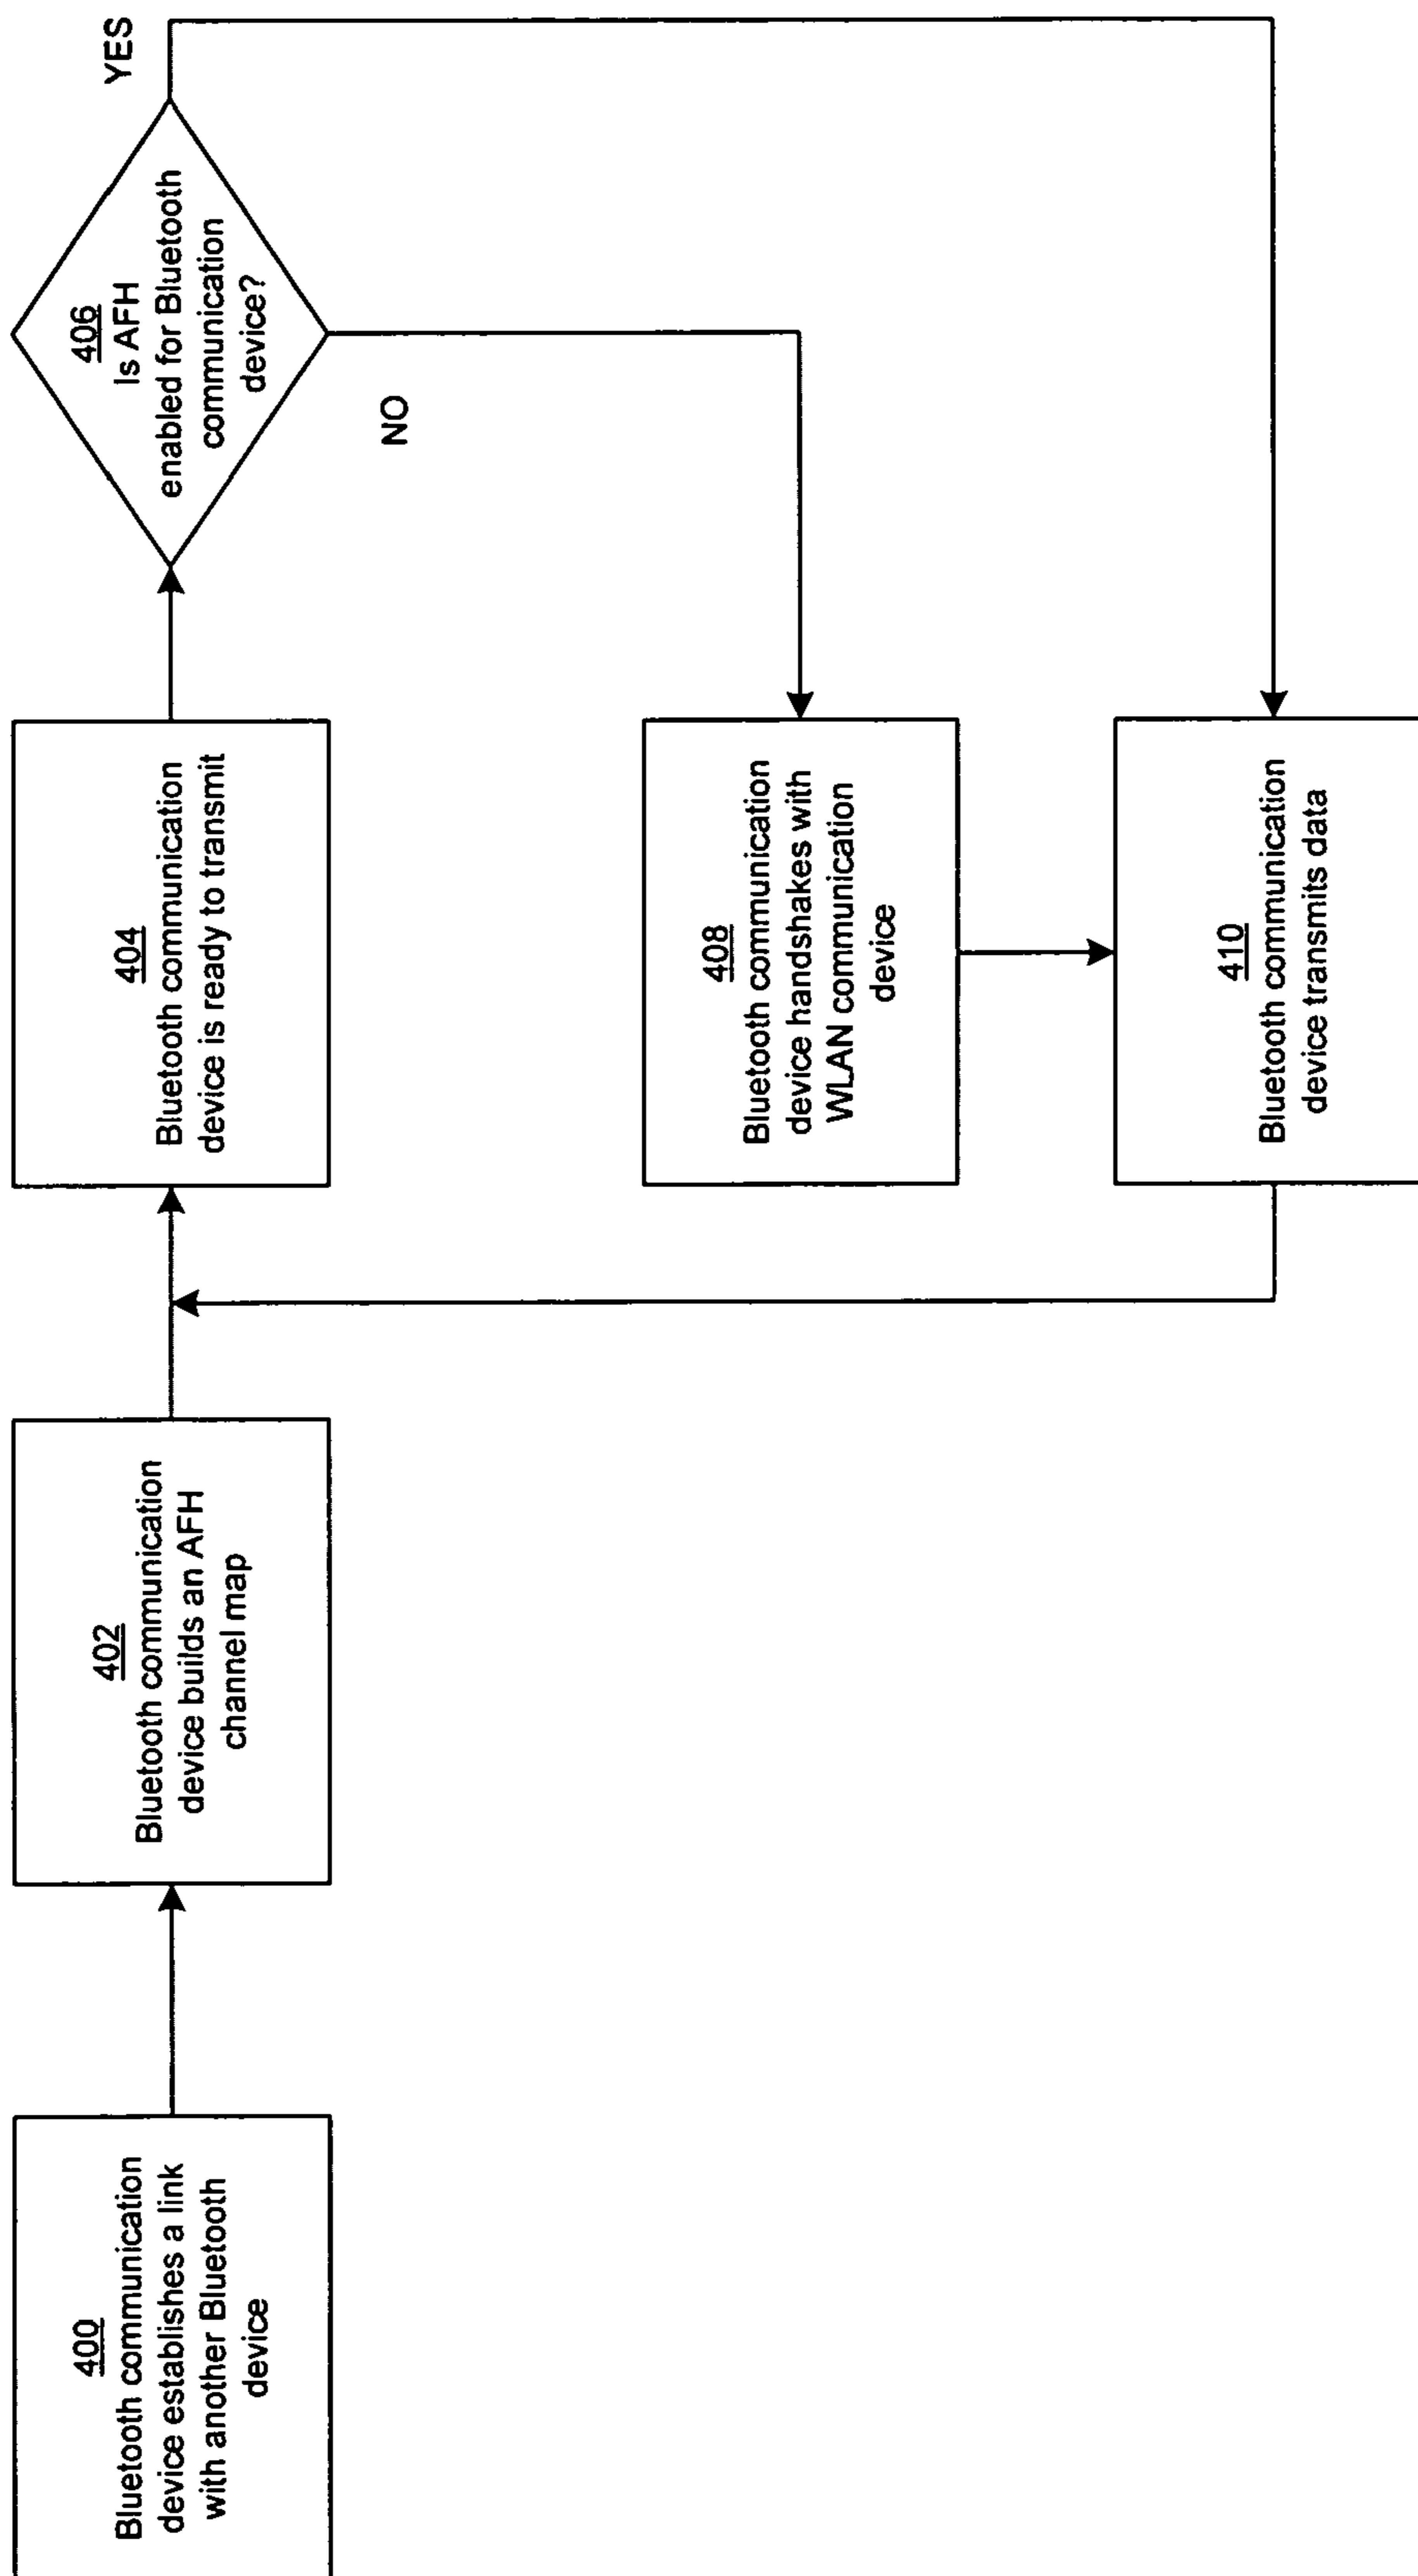 400
Bluetooth communication
device establishes a link
with another Bluetooth
device
402
Bluetooth communication
device builds an AFH
channel map
404
Bluetooth communication
device is ready to transmit
406
Is AFH
enabled for Bluetooth
communication
device?
YES
NO
408
Bluetooth communication
device handshakes with
WLAN communication
device
410
Bluetooth communication
device transmits data